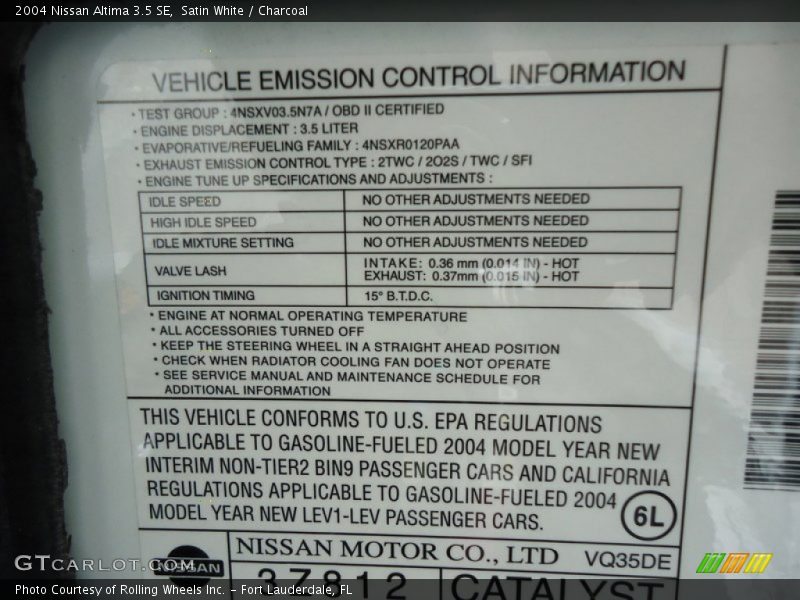 2004 Nissan Altima 3.5 SE,  Satin White / Charcoal
VEHICLE EMISSION CONTROL INFORMATION
• TEST GROUP : 4NSXV03.5N7A / OBD II CERTIFIED
• ENGINE DISPLACEMENT : 3.5 LITER
• EVAPORATIVE/REFUELING FAMILY : 4NSXR0120PAA
• EXHAUST EMISSION CONTROL TYPE : 2TWC / 2O2S / TWC / SFI
• ENGINE TUNE UP SPECIFICATIONS AND ADJUSTMENTS :
IDLE SPEED NO OTHER ADJUSTMENTS NEEDED
HIGH IDLE SPEED NO OTHER ADJUSTMENTS NEEDED
IDLE MIXTURE SETTING NO OTHER ADJUSTMENTS NEEDED
VALVE LASH
INTAKE: 0.36 mm (0.014 IN) - HOT
EXHAUST: 0.37mm (0.015 IN) - HOT
IGNITION TIMING 15° B.T.D.C.
• ENGINE AT NORMAL OPERATING TEMPERATURE
• ALL ACCESSORIES TURNED OFF
• KEEP THE STEERING WHEEL IN A STRAIGHT AHEAD POSITION
• CHECK WHEN RADIATOR COOLING FAN DOES NOT OPERATE
• SEE SERVICE MANUAL AND MAINTENANCE SCHEDULE FOR
ADDITIONAL INFORMATION
THIS VEHICLE CONFORMS TO U.S. EPA REGULATIONS
APPLICABLE TO GASOLINE-FUELED 2004 MODEL YEAR NEW
INTERIM NON-TIER2 BIN9 PASSENGER CARS AND CALIFORNIA
REGULATIONS APPLICABLE TO GASOLINE-FUELED 2004
MODEL YEAR NEW LEV1-LEV PASSENGER CARS.
6L
NISSAN
NISSAN MOTOR CO., LTD VQ35DE
3Z812 CATALYST
GTCARLOT.COM
Photo Courtesy of Rolling Wheels Inc. – Fort Lauderdale, FL